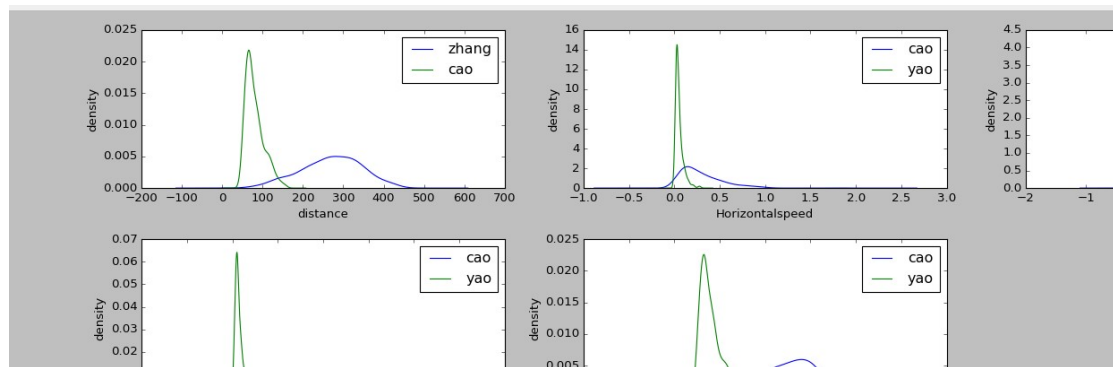 0.025
0.020
0.015
0.010
0.005
0.000
density
zhang
cao
−200 −100 0 100 200 300 400 500 600 700
distance
16
14
12
10
8
6
4
2
0
density
cao
yao
−1.0 −0.5 0.0 0.5 1.0 1.5 2.0 2.5 3.0
Horizontalspeed
4.5
4.0
3.5
3.0
2.5
2.0
1.5
1.0
0.5
0.0
density
−2 −1
0.07
0.06
0.05
0.04
0.03
0.02
density
cao
yao
0.025
0.020
0.015
0.010
0.005
density
cao
yao